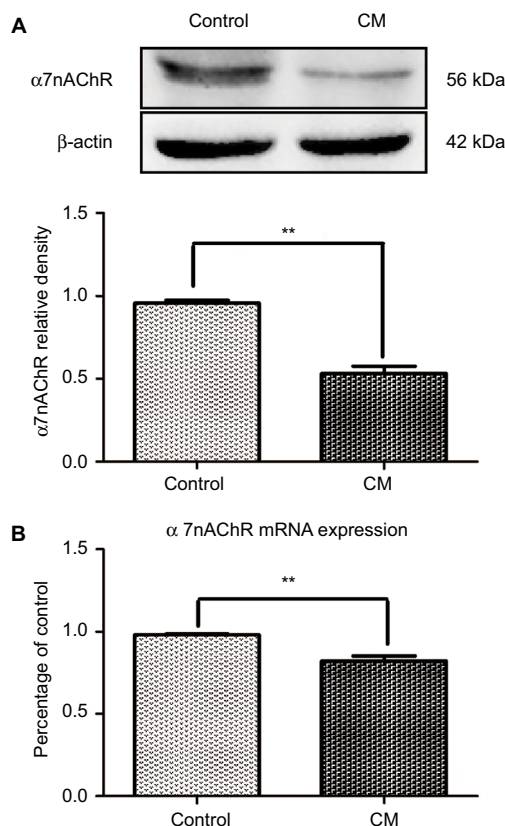 A
Control CM
α7nAChR 56 kDa
β-actin 42 kDa
α7nAChR relative density
1.5
**
1.0
0.5
0.0
Control CM
B
α 7nAChR mRNA expression
Percentage of control
1.5
**
1.0
0.5
0.0
Control CM